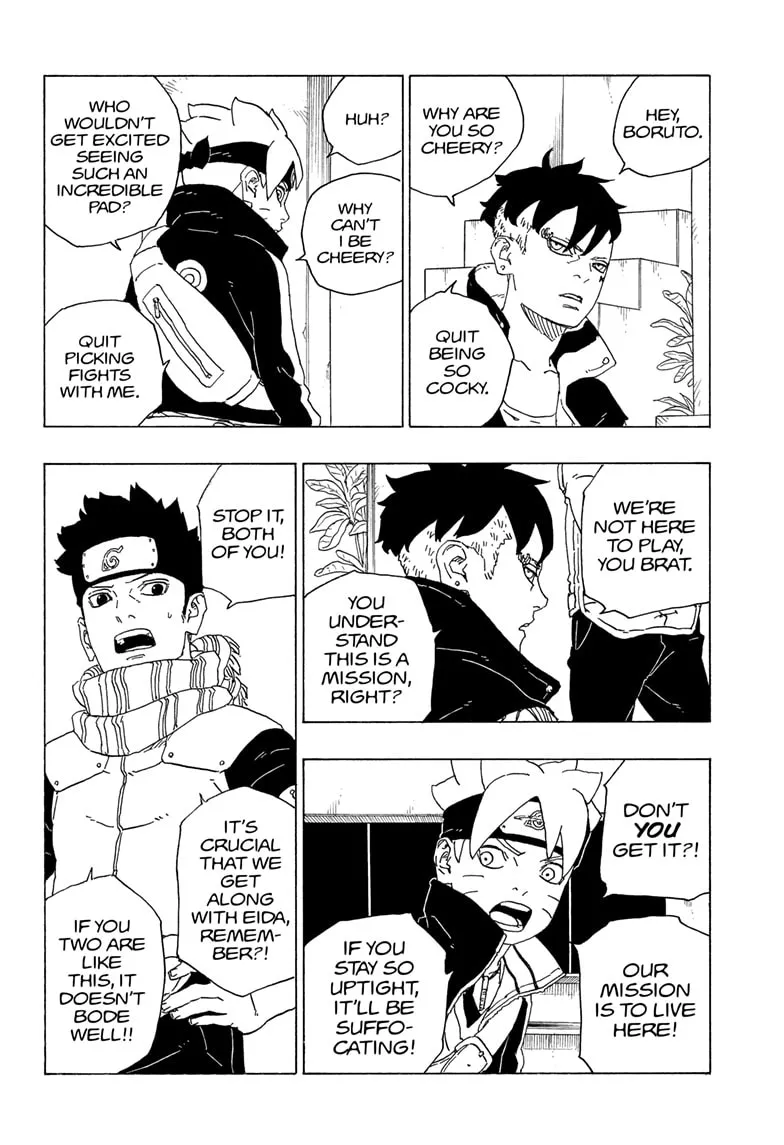 HEY,
BORUTO.
WHY ARE
YOU SO
CHEERY?
QUIT
BEING
SO
COCKY.
HUH?
WHY
CAN'T
I BE
CHEERY?
WHO
WOULDN'T
GET EXCITED
SEEING
SUCH AN
INCREDIBLE
PAD?
QUIT
PICKING
FIGHTS
WITH ME.
WE'RE
NOT HERE
TO PLAY,
YOU BRAT.
YOU
UNDER-
STAND
THIS IS A
MISSION,
RIGHT?
DON'T
YOU
GET IT?!
OUR
MISSION
IS TO LIVE
HERE!
IF YOU
STAY SO
UPTIGHT,
IT'LL BE
SUFFO-
CATING!
STOP IT,
BOTH
OF YOU!
IT'S
CRUCIAL
THAT WE
GET
ALONG
WITH EIDA,
REMEM-
BER?!
IF YOU
TWO ARE
LIKE
THIS, IT
DOESN'T
BODE
WELL!!